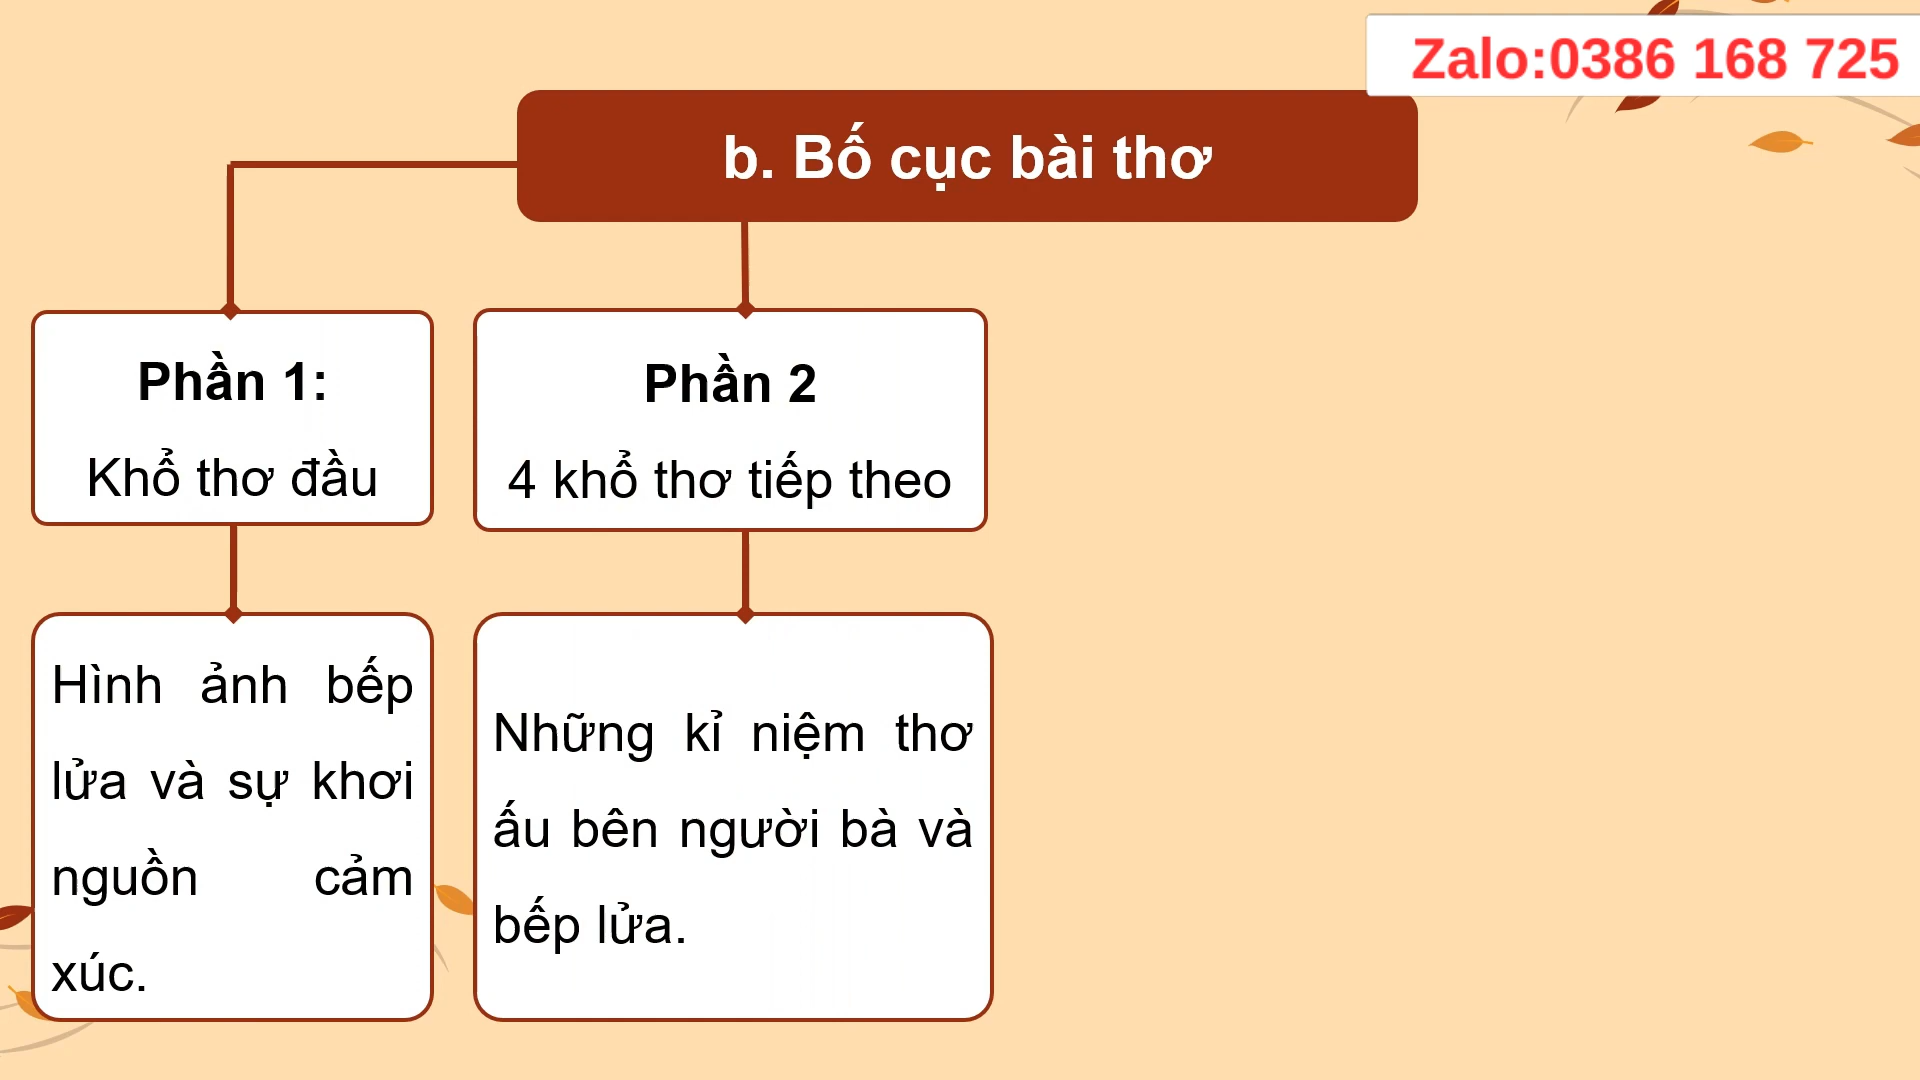 Zalo:0386 168 725
b. Bố cục bài thơ
Phần 1:
Khổ thơ đầu
Phần 2
4 khổ thơ tiếp theo
Hình ảnh bếp
lửa và sự khơi
nguồn cảm
xúc.
Những kỉ niệm thơ
ấu bên người bà và
bếp lửa.